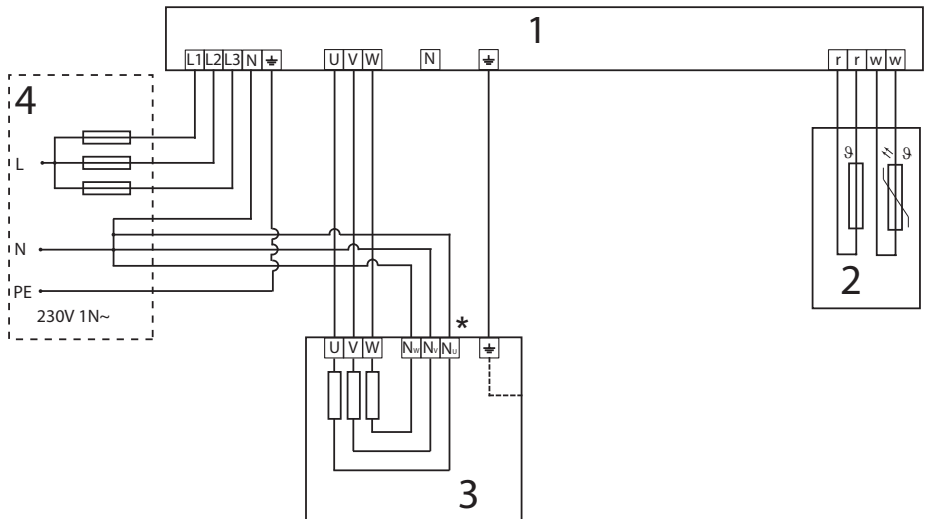 1
L1 L2 L3 N ⏚ U V W N ⏚ r r w w
4
L
N
PE
230V 1N~
ϑ ϑ
2
*
U V W NW NV NU ⏚
3